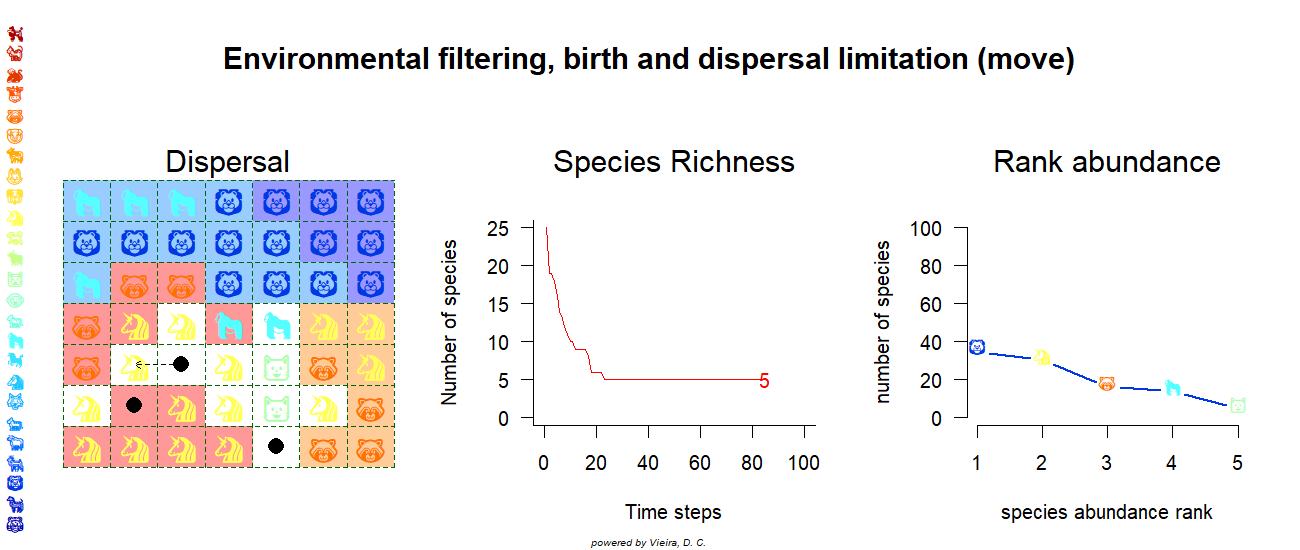 Environmental filtering, birth and dispersal limitation (move)
Dispersal
Species Richness
Rank abundance
Number of species
25
20
15
10
5
0
5
0 20 40 60 80 100
Time steps
number of species
100
80
60
40
20
0
1 2 3 4 5
species abundance rank
powered by Vieira, D. C.